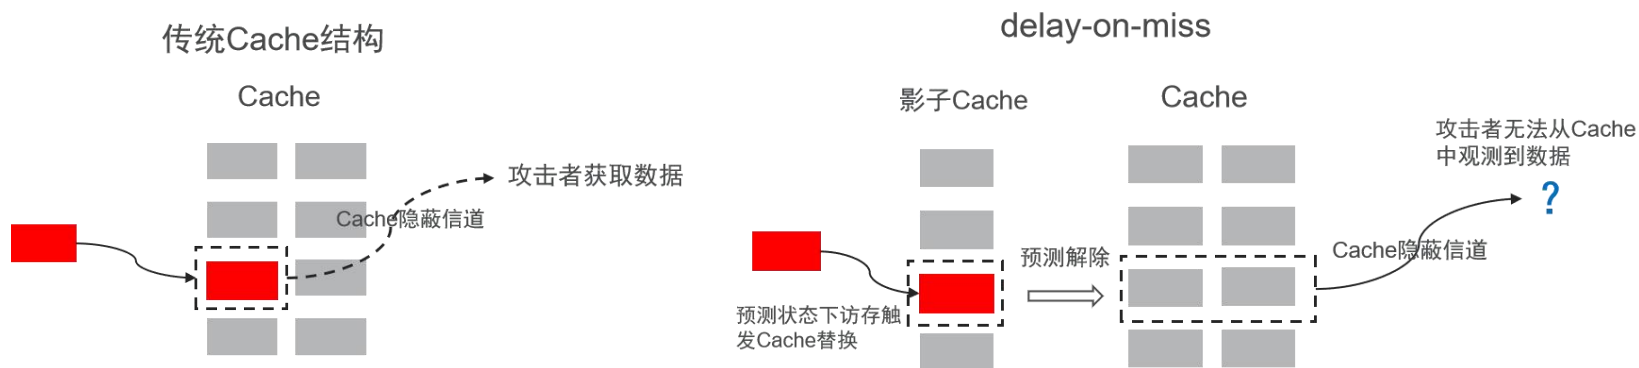 传统Cache结构
Cache
攻击者获取数据
Cache隐蔽信道
delay-on-miss
影子Cache
Cache
攻击者无法从Cache
中观测到数据
?
预测解除
Cache隐蔽信道
预测状态下访存触
发Cache替换